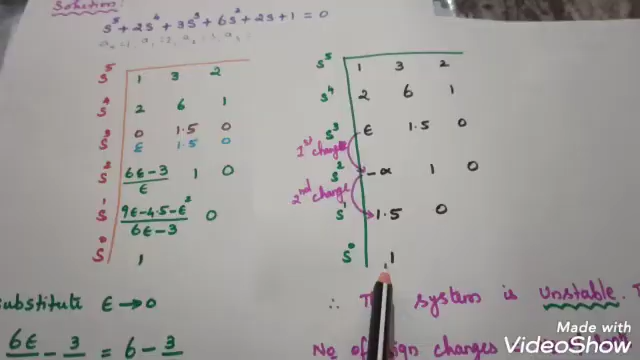 Solution:
s⁵ + 2s⁴ + 3s³ + 6s² + 2s + 1 = 0
s⁵ 1 3 2
s⁴ 2 6 1
s³ 0 1.5 0
ε 1.5 0
s² (6ε-3)/ε 1 0
s¹ (9ε-4.5-ε²)/(6ε-3) 0
s⁰ 1
substitute ε→0
6ε - 3 = 6 - 3
s⁵ 1 3 2
s⁴ 2 6 1
s³ ε 1.5 0
1st change
s² -α 1 0
2nd change
s¹ 1.5 0
s⁰ 1
∴ system is unstable.
No of sign changes
Made with
VideoShow